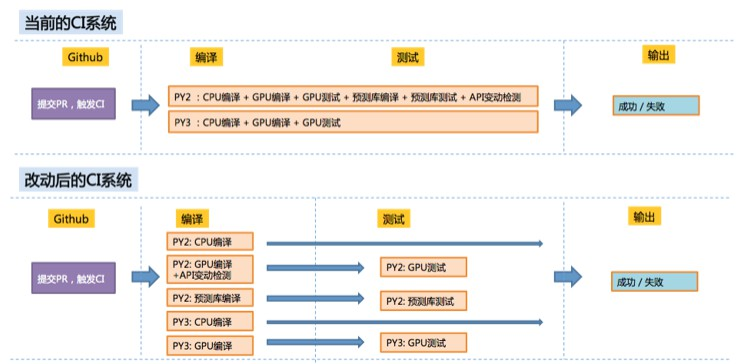 当前的CI系统
Github
编译
测试
输出
提交PR，触发CI
PY2 ：CPU编译 + GPU编译 + GPU测试 + 预测库编译 + 预测库测试 + API变动检测
PY3 ：CPU编译 + GPU编译 + GPU测试
成功 / 失败
改动后的CI系统
Github
编译
测试
输出
提交PR，触发CI
PY2: CPU编译
PY2: GPU编译
+API变动检测
PY2: GPU测试
PY2: 预测库编译
PY2: 预测库测试
PY3: CPU编译
PY3: GPU编译
PY3: GPU测试
成功 / 失败